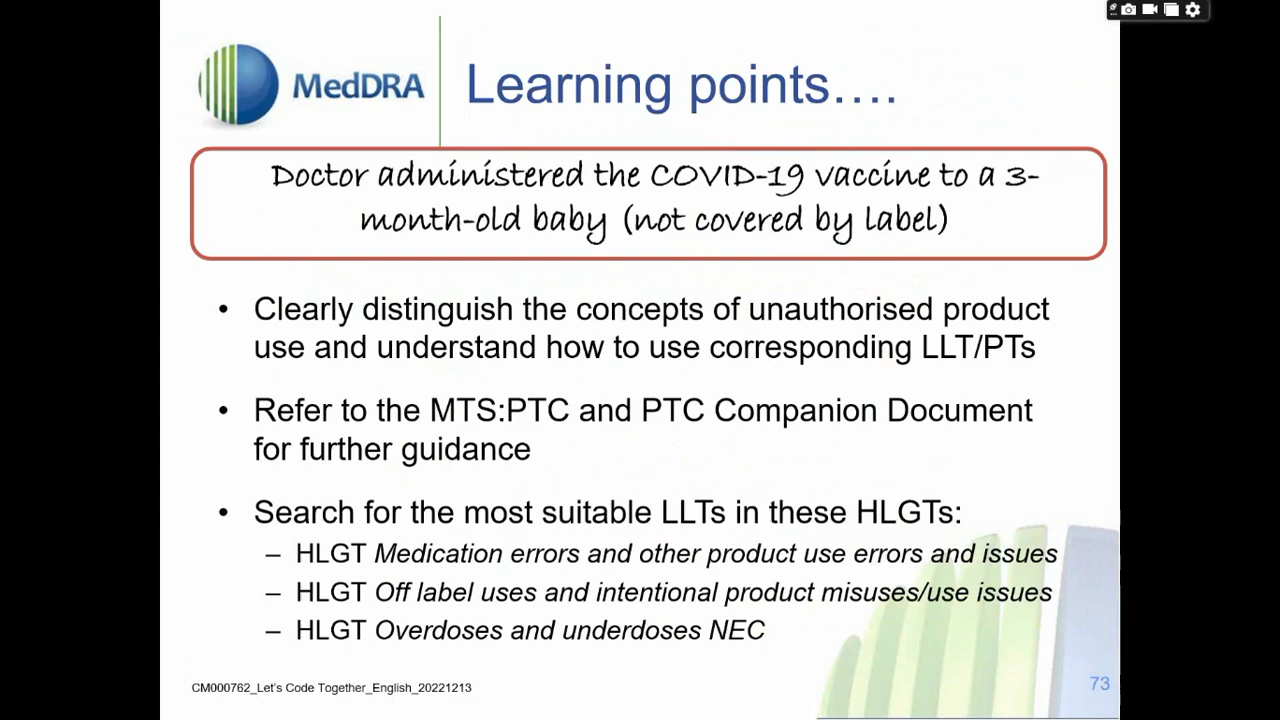 MedDRA
Learning points….
Doctor administered the COVID-19 vaccine to a 3-
month-old baby (not covered by label)
• Clearly distinguish the concepts of unauthorised product
use and understand how to use corresponding LLT/PTs
• Refer to the MTS:PTC and PTC Companion Document
for further guidance
• Search for the most suitable LLTs in these HLGTs:
– HLGT Medication errors and other product use errors and issues
– HLGT Off label uses and intentional product misuses/use issues
– HLGT Overdoses and underdoses NEC
CM000762_Let's Code Together_English_20221213
73